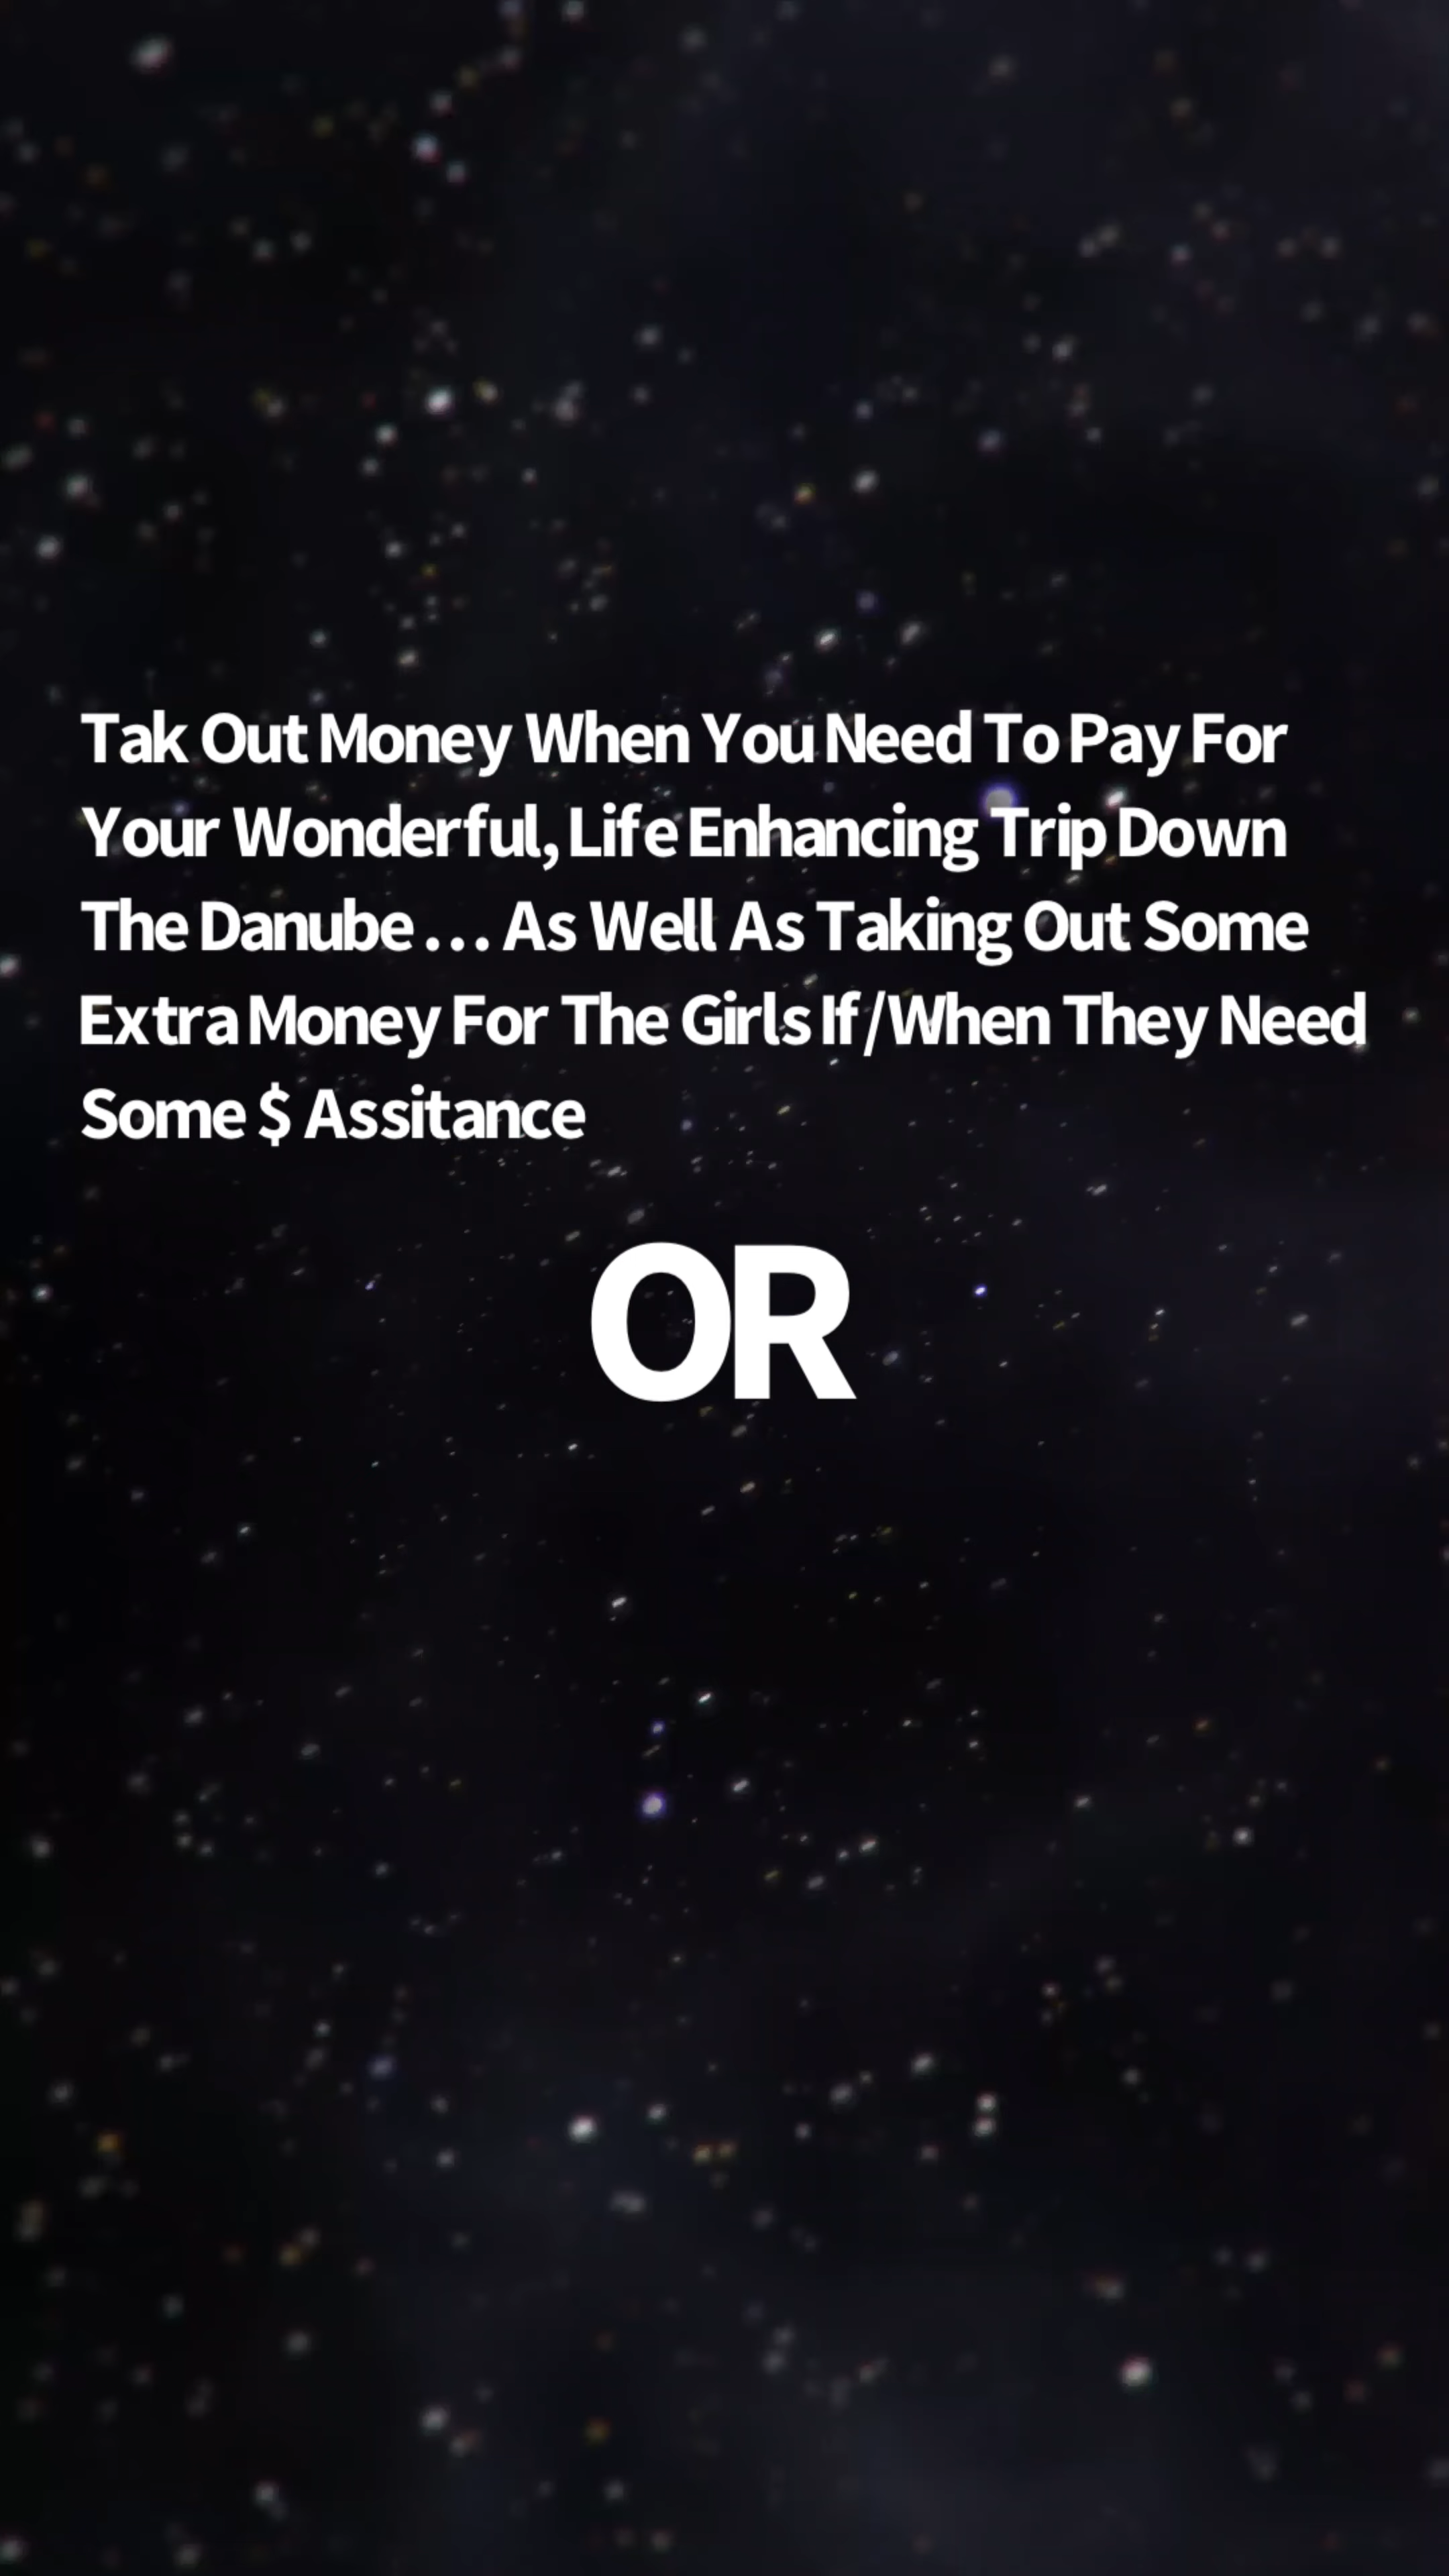 Tak Out Money When You Need To Pay For
Your Wonderful, Life Enhancing Trip Down
The Danube ... As Well As Taking Out Some
Extra Money For The Girls If/When They Need
Some $ Assitance
OR